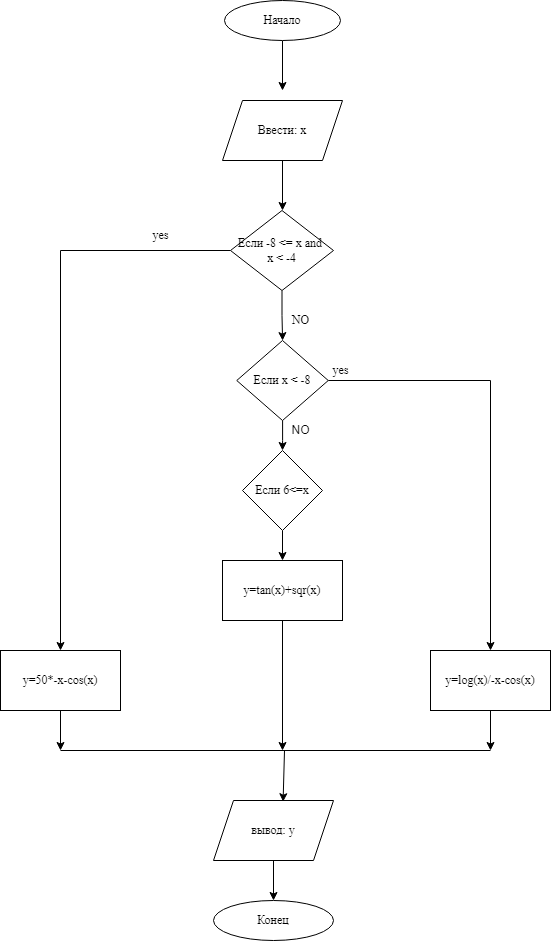 Начало
Ввести: x
yes
Если -8 <= x and
x < -4
NO
Если x < -8
yes
NO
Если 6<=x
y=tan(x)+sqr(x)
y=50*-x-cos(x)
y=log(x)/-x-cos(x)
вывод: y
Конец